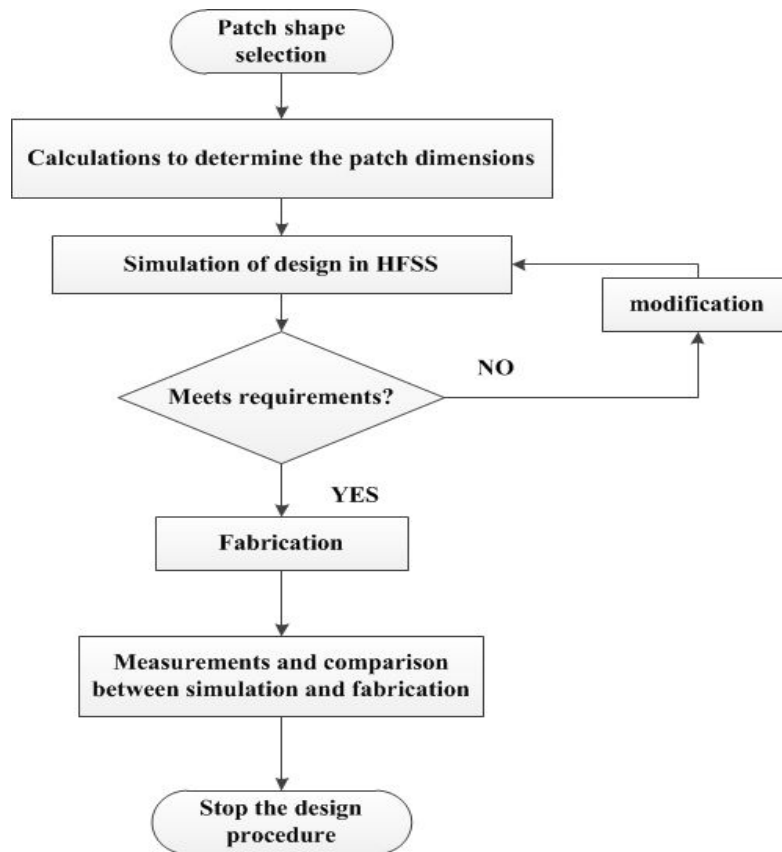 Patch shape
selection
Calculations to determine the patch dimensions
Simulation of design in HFSS
modification
NO
Meets requirements?
YES
Fabrication
Measurements and comparison
between simulation and fabrication
Stop the design
procedure